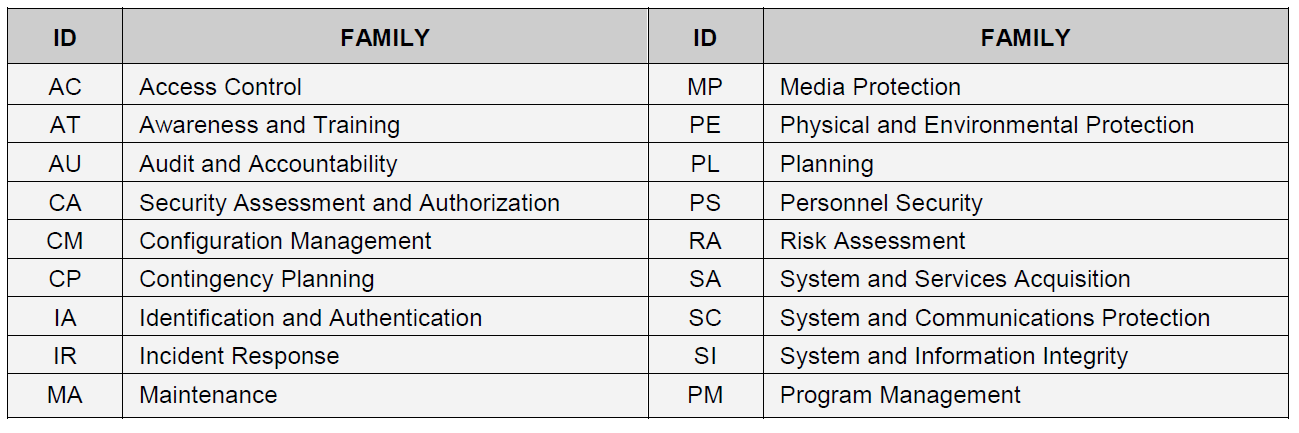 ID FAMILY ID FAMILY
AC Access Control MP Media Protection
AT Awareness and Training PE Physical and Environmental Protection
AU Audit and Accountability PL Planning
CA Security Assessment and Authorization PS Personnel Security
CM Configuration Management RA Risk Assessment
CP Contingency Planning SA System and Services Acquisition
IA Identification and Authentication SC System and Communications Protection
IR Incident Response SI System and Information Integrity
MA Maintenance PM Program Management